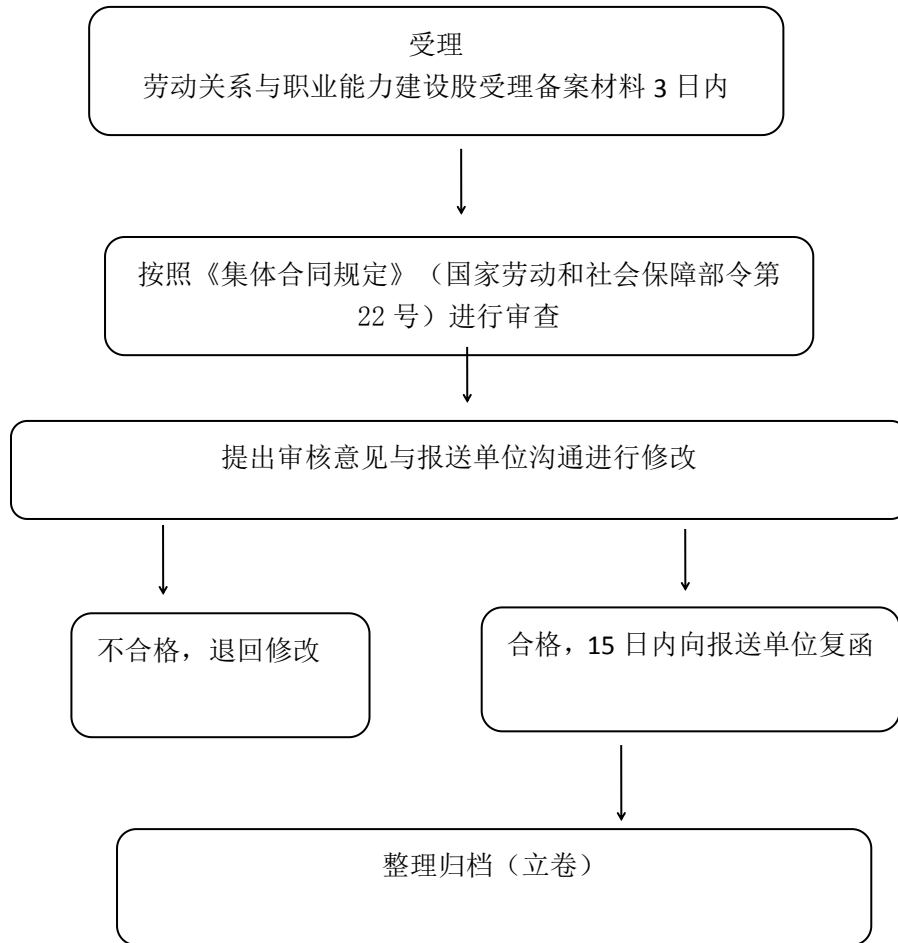 受理
劳动关系与职业能力建设股受理备案材料 3 日内
按照《集体合同规定》（国家劳动和社会保障部令第
22 号）进行审查
提出审核意见与报送单位沟通进行修改
不合格，退回修改
合格，15 日内向报送单位复函
整理归档（立卷）